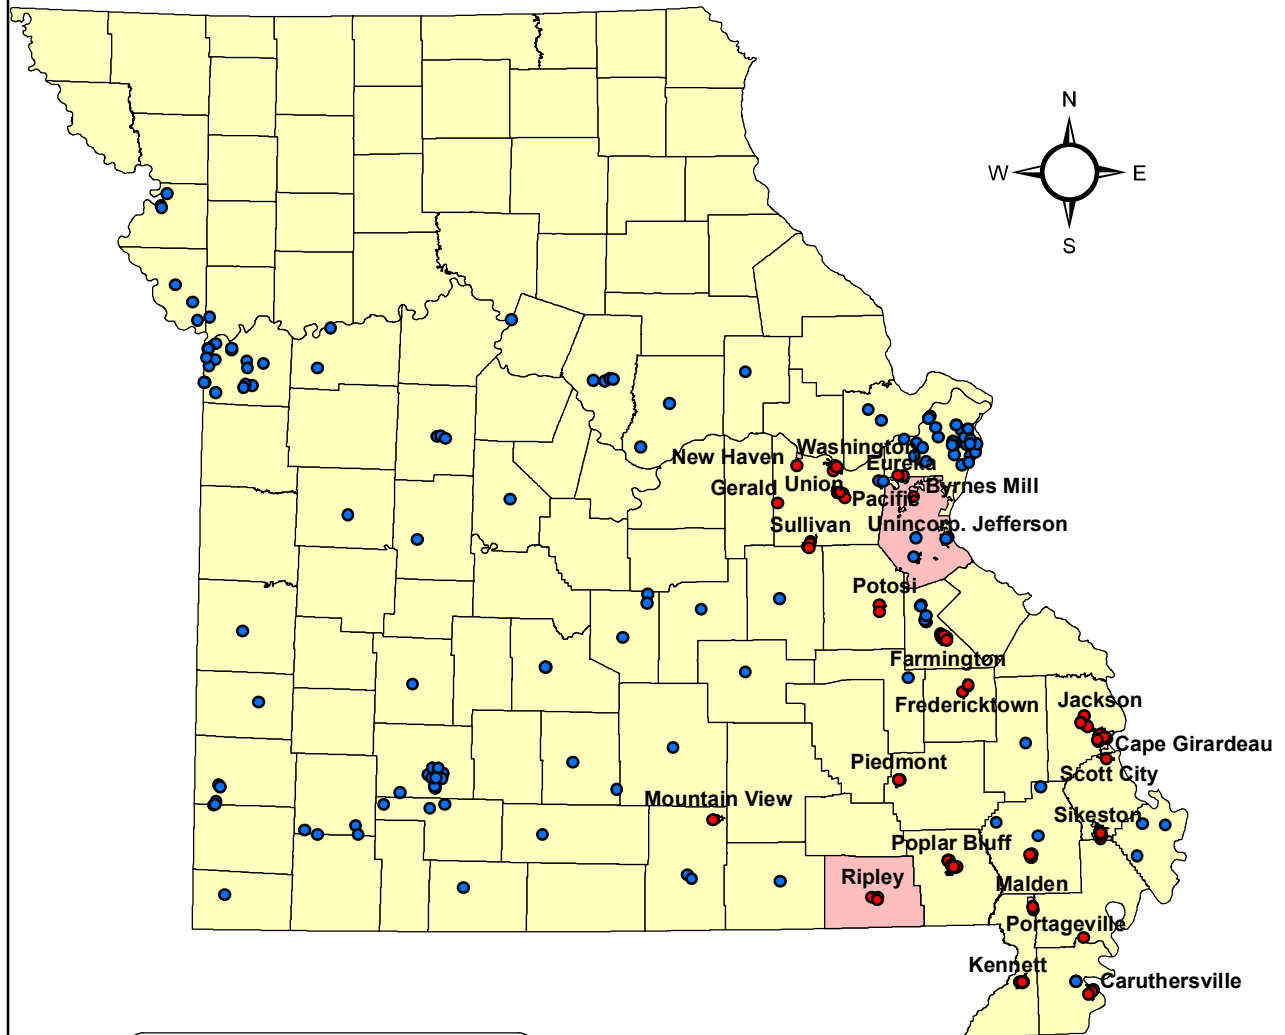 N
W
E
S
Washington
New Haven
Eureka
Gerald
Union
Byrnes Mill
Pacific
Sullivan
Unincorp. Jefferson
Potosi
Farmington
Fredericktown
Jackson
Cape Girardeau
Piedmont
Scott City
Mountain View
Sikeston
Poplar Bluff
Ripley
Malden
Portageville
Kennett
Caruthersville